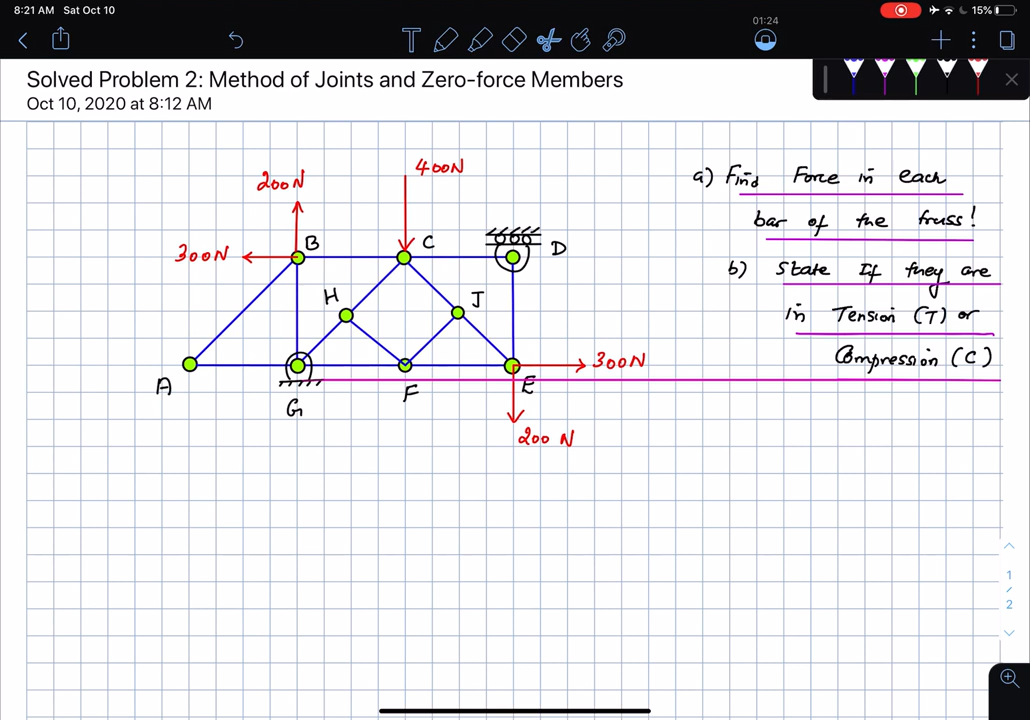 8:21 AM Sat Oct 10
01:24
15%
T
Solved Problem 2: Method of Joints and Zero-force Members
Oct 10, 2020 at 8:12 AM
400N
200N
300N
B
C
D
H
J
A
G
F
E
300N
200 N
a) Find Force in each
bar of the truss!
b) State If they are
in Tension (T) or
Compression (C)
1
/
2